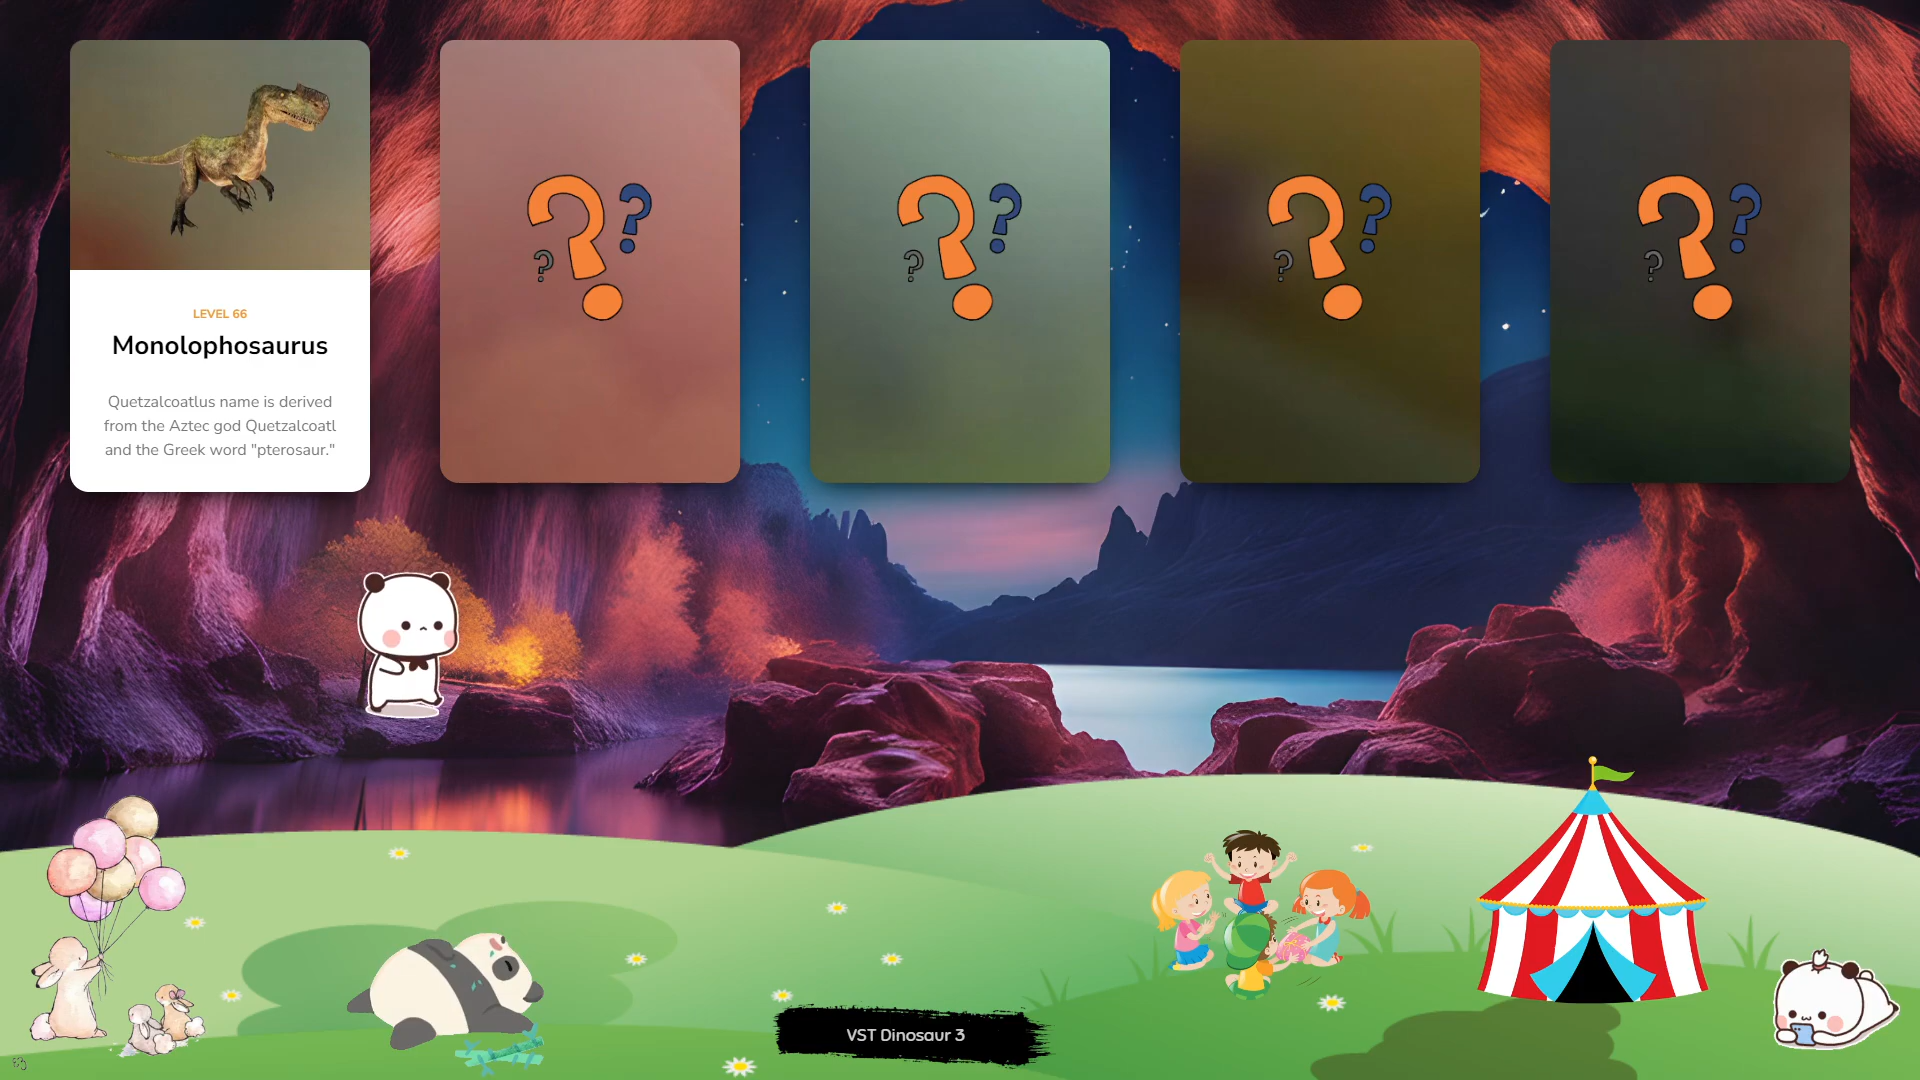 LEVEL 66
Monolophosaurus
Quetzalcoatlus name is derived
from the Aztec god Quetzalcoatl
and the Greek word "pterosaur."
? ? ?
? ? ?
? ? ?
? ? ?
VST Dinosaur 3